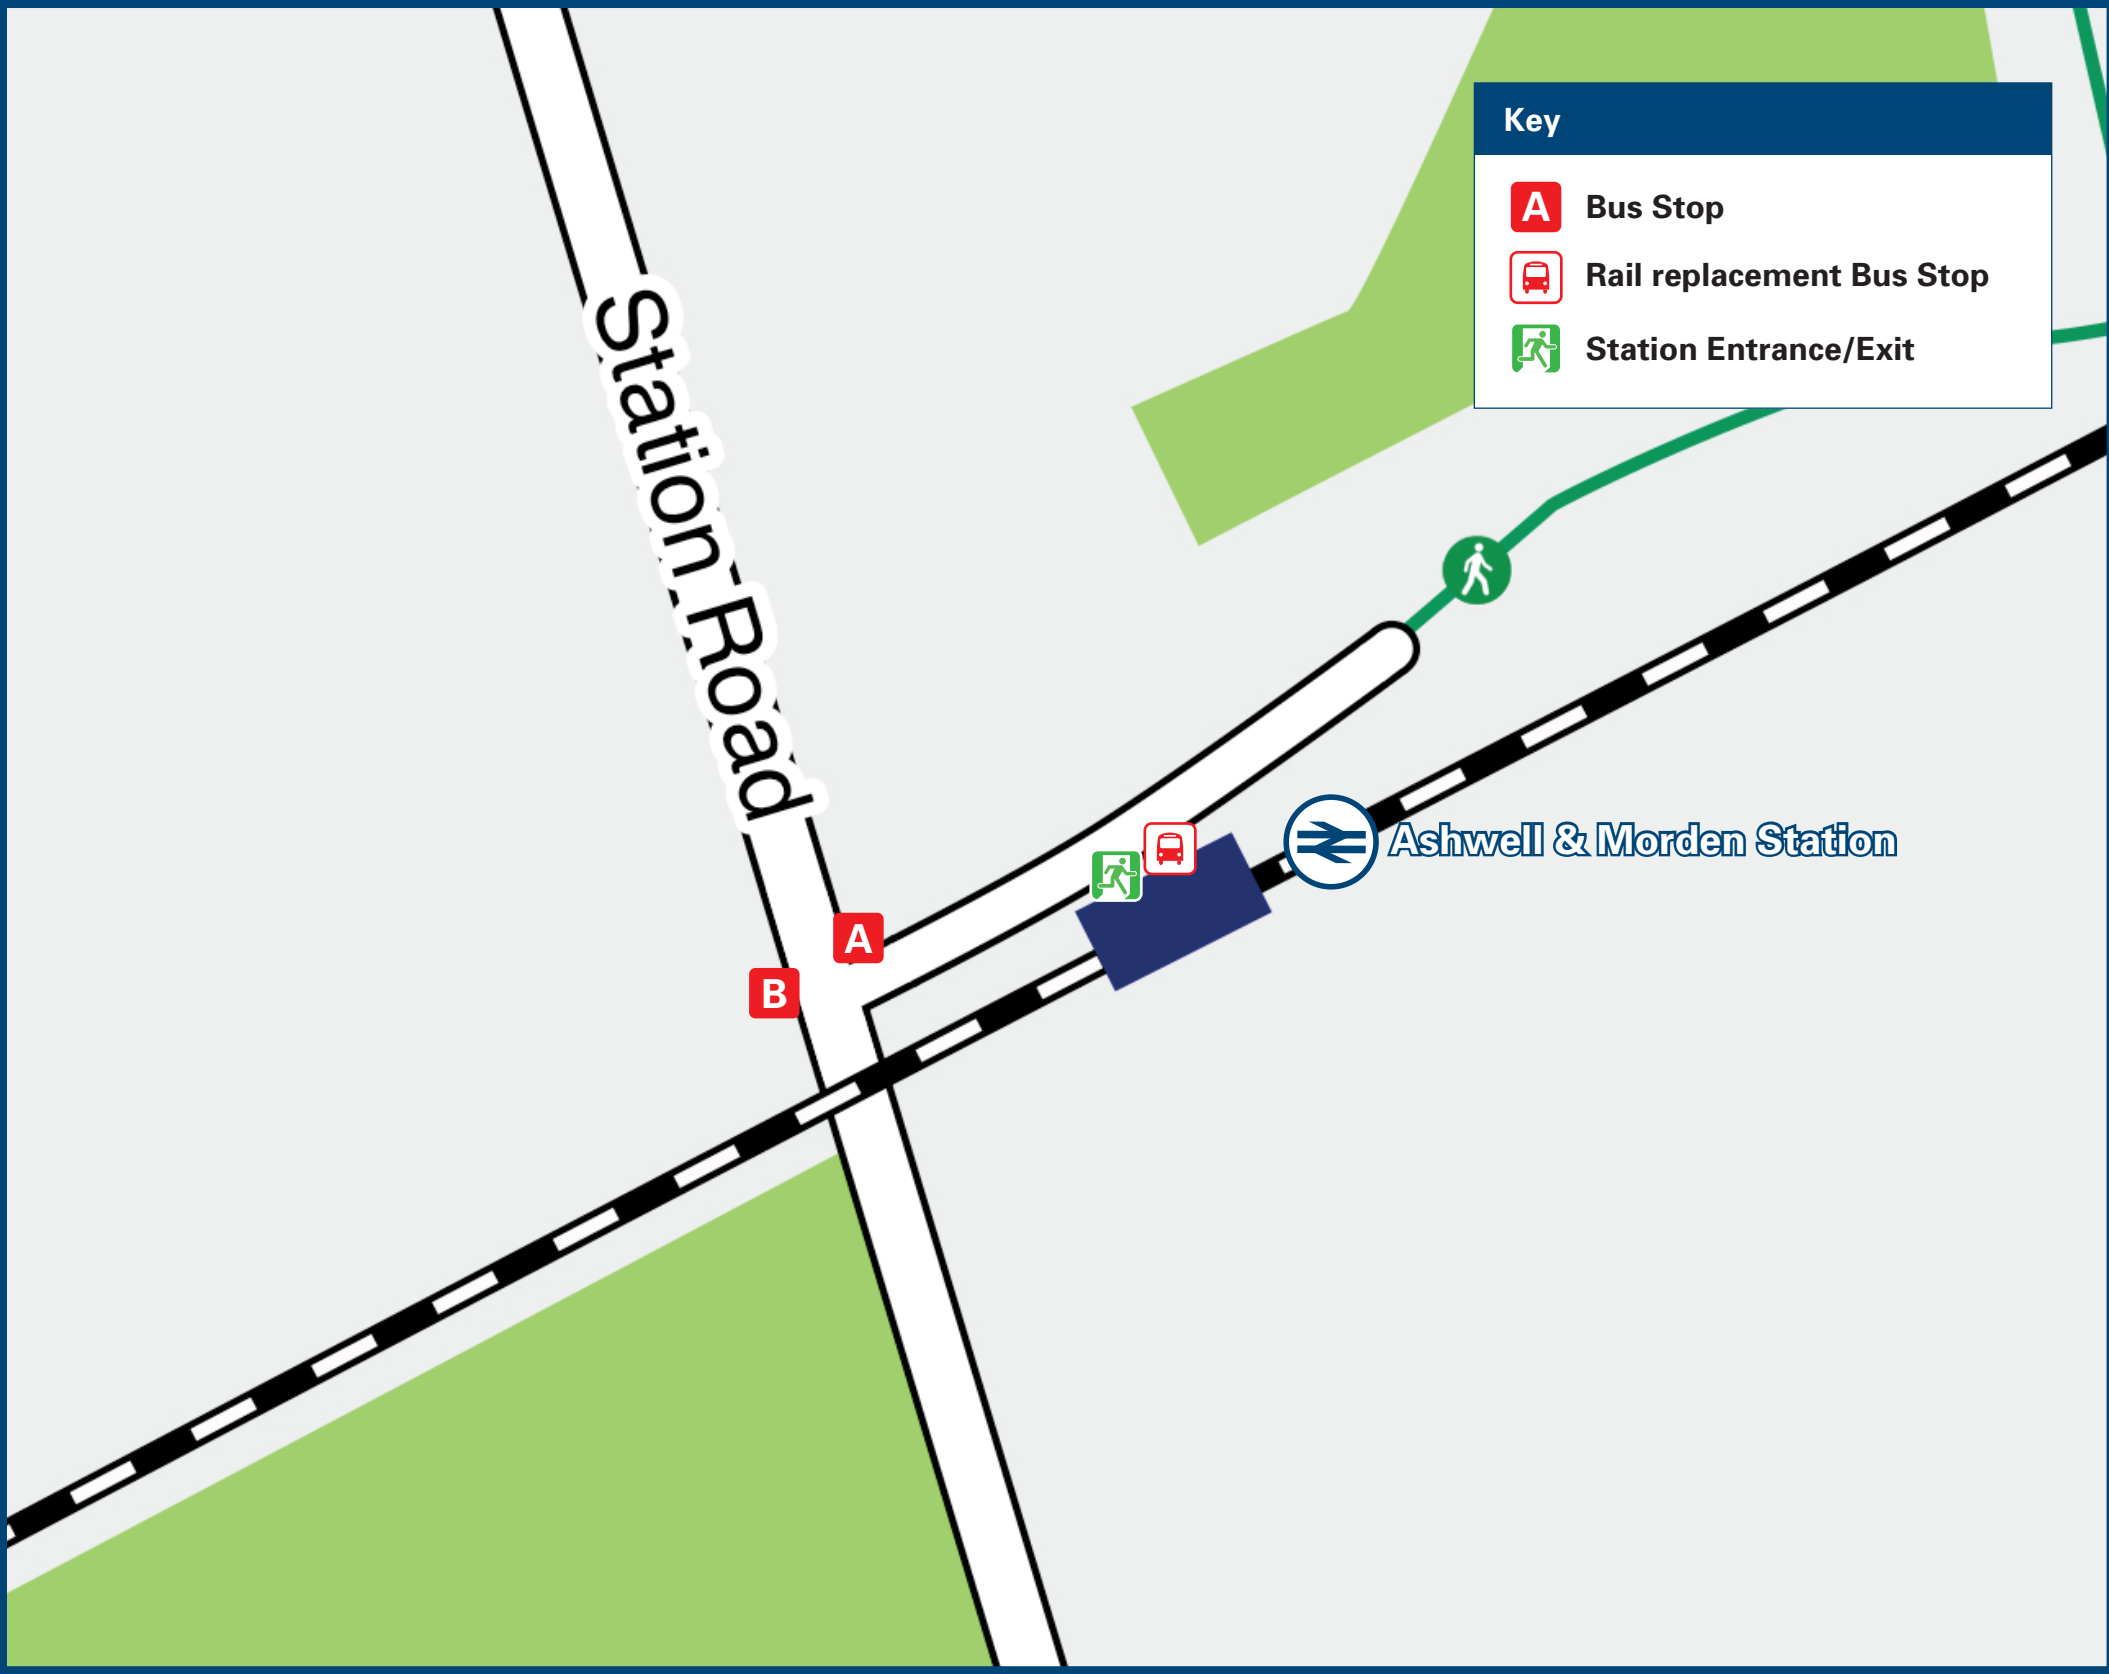 Key
A Bus Stop
Rail replacement Bus Stop
Station Entrance/Exit
Station Road
Ashwell & Morden Station
A
B